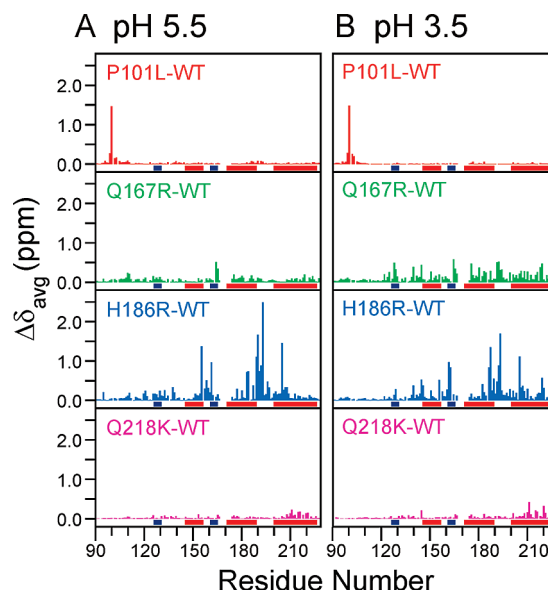 A pH 5.5 B pH 3.5
P101L-WT P101L-WT
2.0
1.0
0.0
Q167R-WT Q167R-WT
2.0
1.0
0.0
H186R-WT H186R-WT
2.0
1.0
0.0
Q218K-WT Q218K-WT
2.0
1.0
0.0
Δδavg (ppm)
90 120 150 180 210 90 120 150 180 210
Residue Number